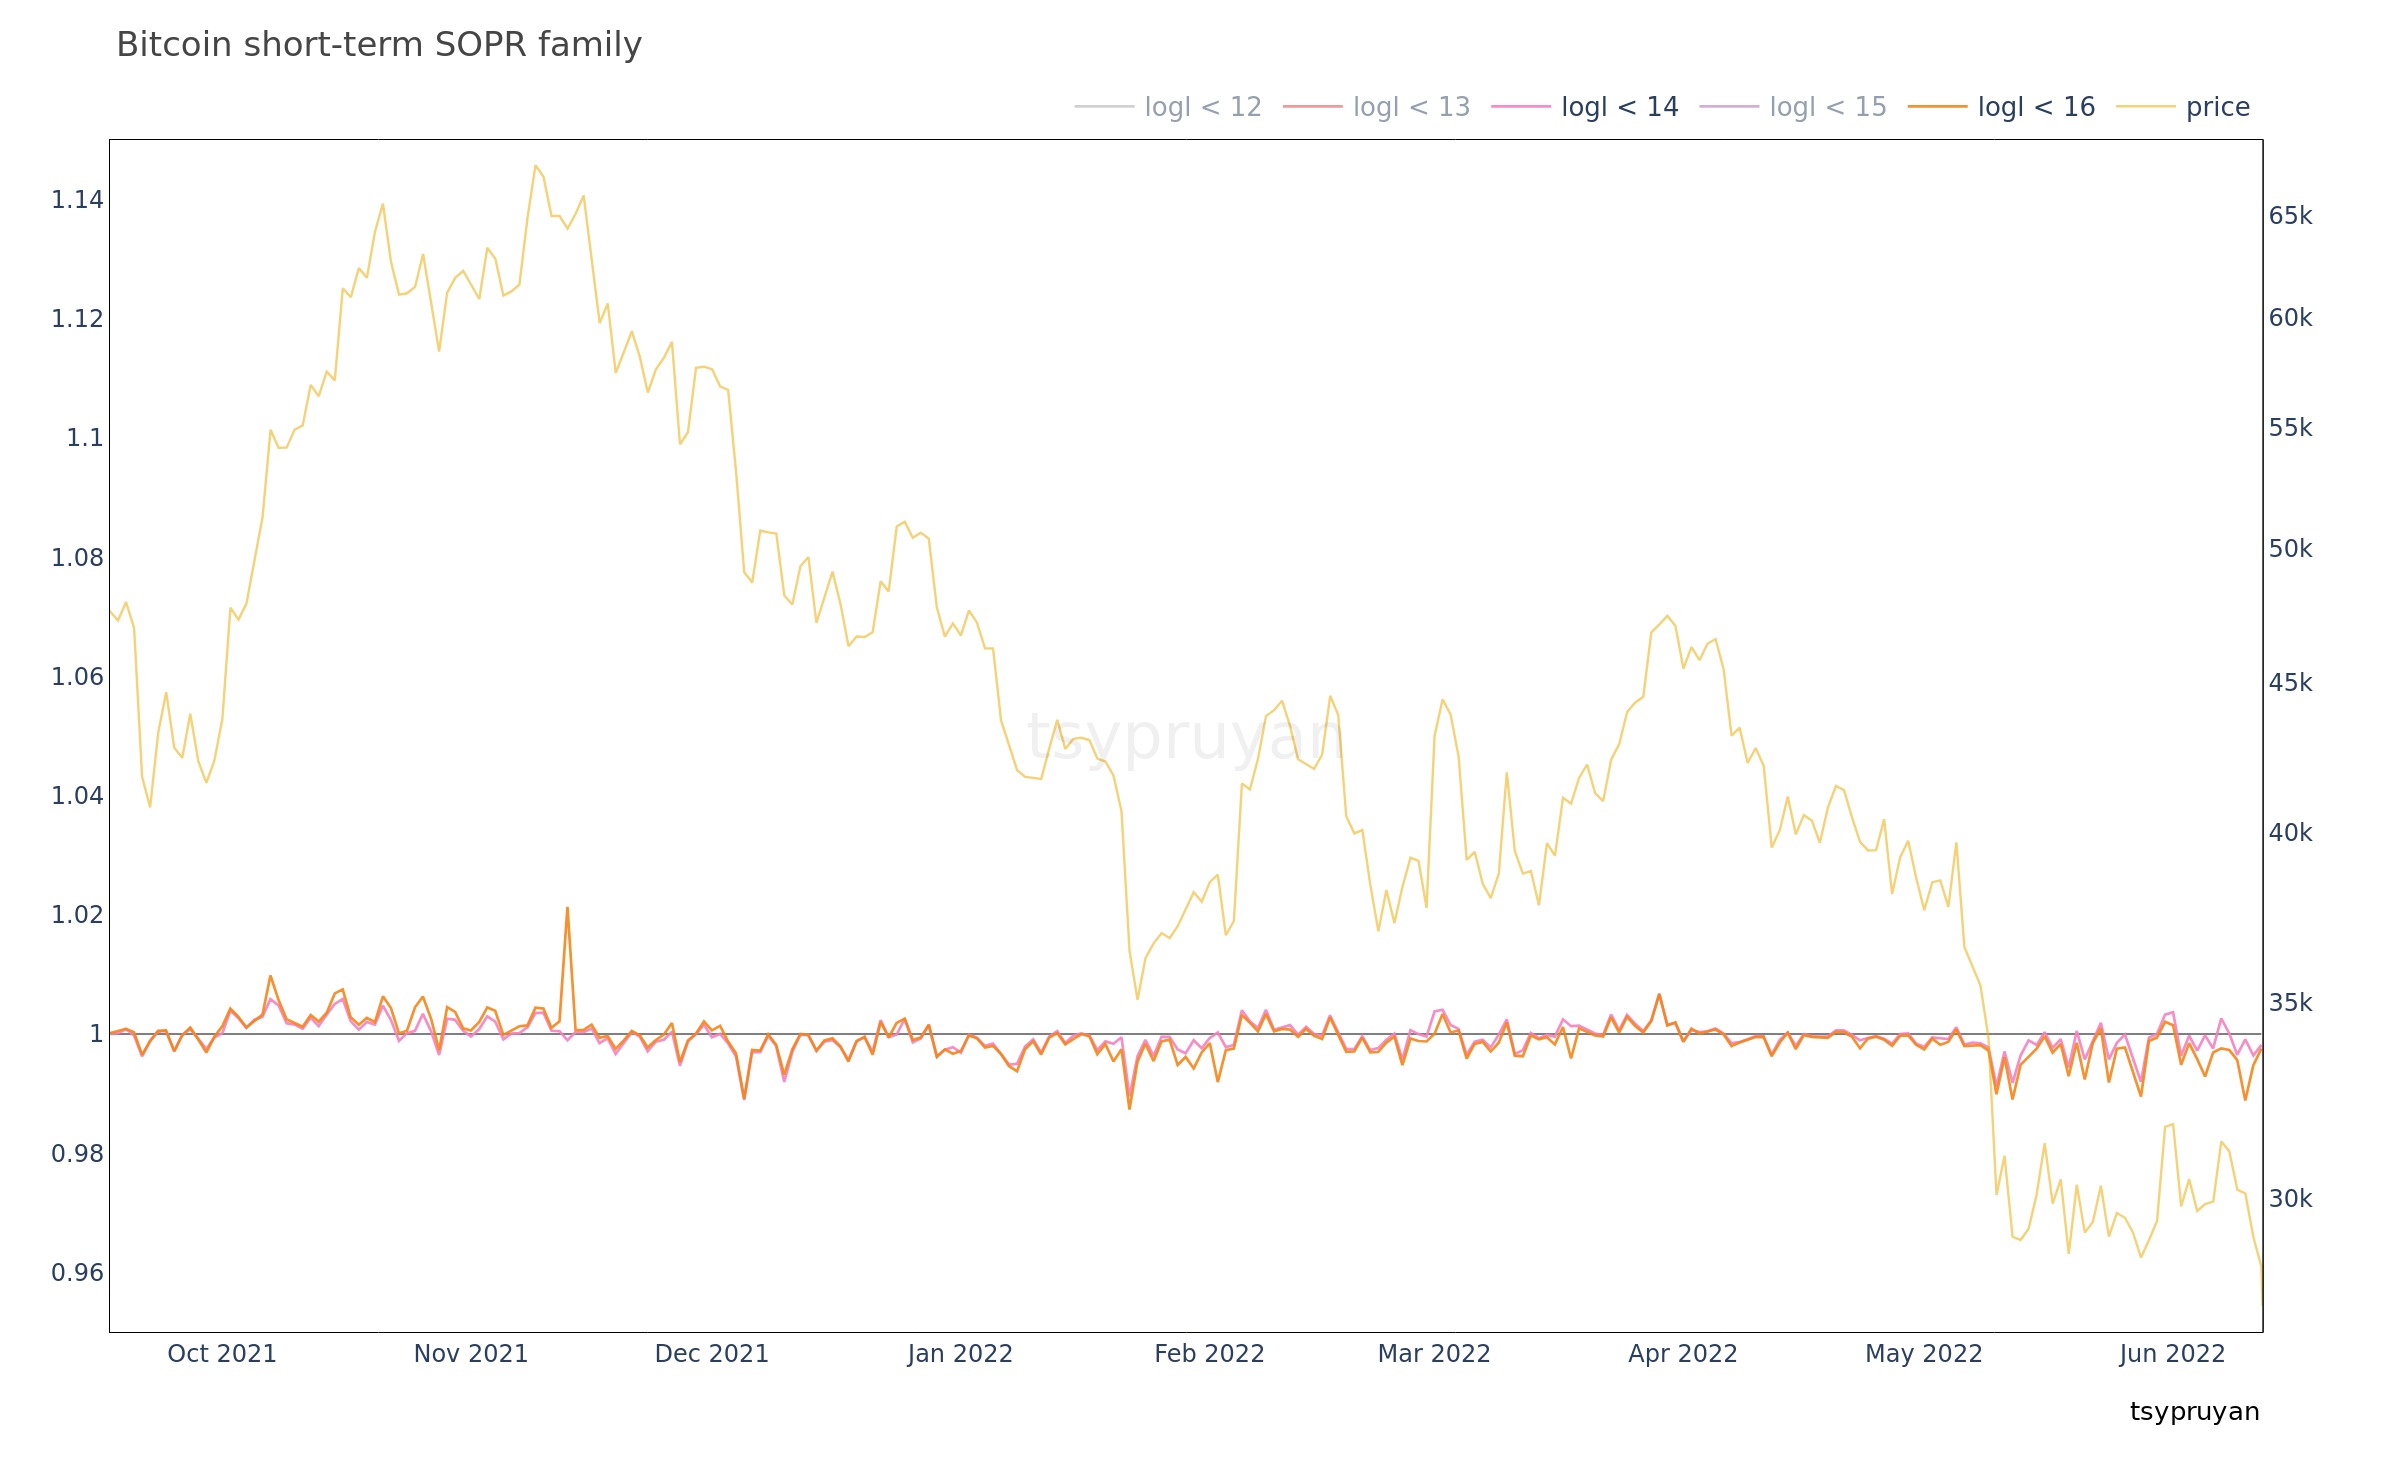 Bitcoin short-term SOPR family
logl < 12 logl < 13 logl < 14 logl < 15 logl < 16 price
1.14
1.12
1.1
1.08
1.06
1.04
1.02
1
0.98
0.96
65k
60k
55k
50k
45k
40k
35k
30k
tsypruyan
Oct 2021 Nov 2021 Dec 2021 Jan 2022 Feb 2022 Mar 2022 Apr 2022 May 2022 Jun 2022
tsypruyan